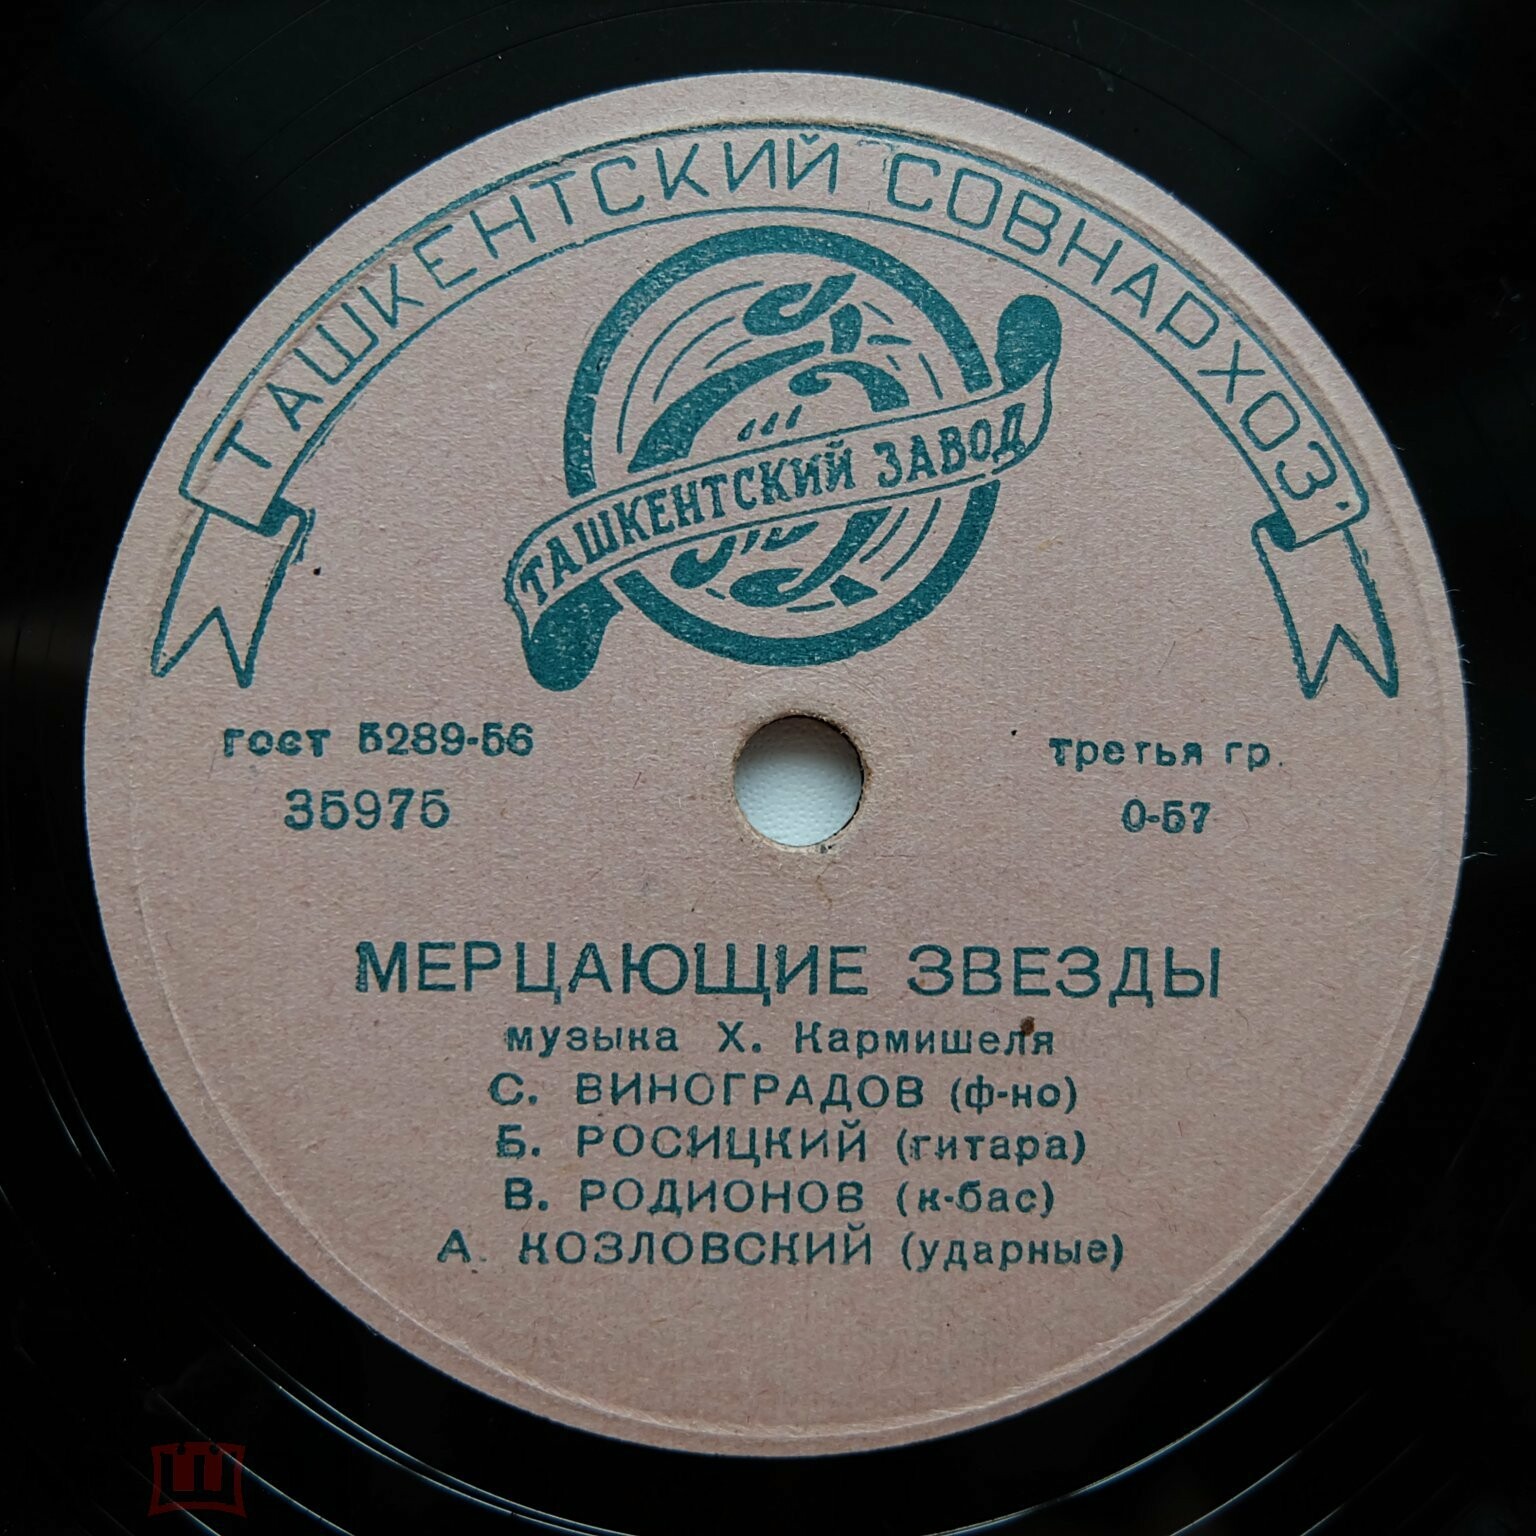 ТАШКЕНТСКИЙ СОВНАРХОЗ
ТАШКЕНТСКИЙ ЗАВОД
гост 5289-56
третья гр.
35975
0-57
МЕРЦАЮЩИЕ ЗВЕЗДЫ
музыка Х. Кармишеля
С. ВИНОГРАДОВ (ф-но)
Б. РОСИЦКИЙ (гитара)
В. РОДИОНОВ (к-бас)
А. КОЗЛОВСКИЙ (ударные)